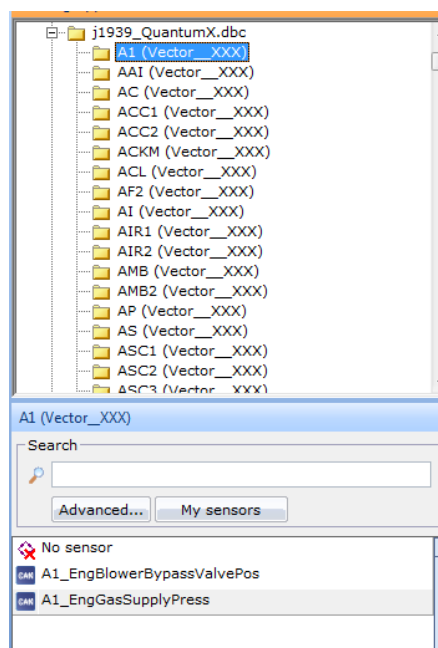 j1939_QuantumX.dbc
A1 (Vector__XXX)
AAI (Vector__XXX)
AC (Vector__XXX)
ACC1 (Vector__XXX)
ACC2 (Vector__XXX)
ACKM (Vector__XXX)
ACL (Vector__XXX)
AF2 (Vector__XXX)
AI (Vector__XXX)
AIR1 (Vector__XXX)
AIR2 (Vector__XXX)
AMB (Vector__XXX)
AMB2 (Vector__XXX)
AP (Vector__XXX)
AS (Vector__XXX)
ASC1 (Vector__XXX)
ASC2 (Vector__XXX)
ASC3 (Vector__XXX)
A1 (Vector__XXX)
Search
Advanced... My sensors
No sensor
CAN A1_EngBlowerBypassValvePos
CAN A1_EngGasSupplyPress